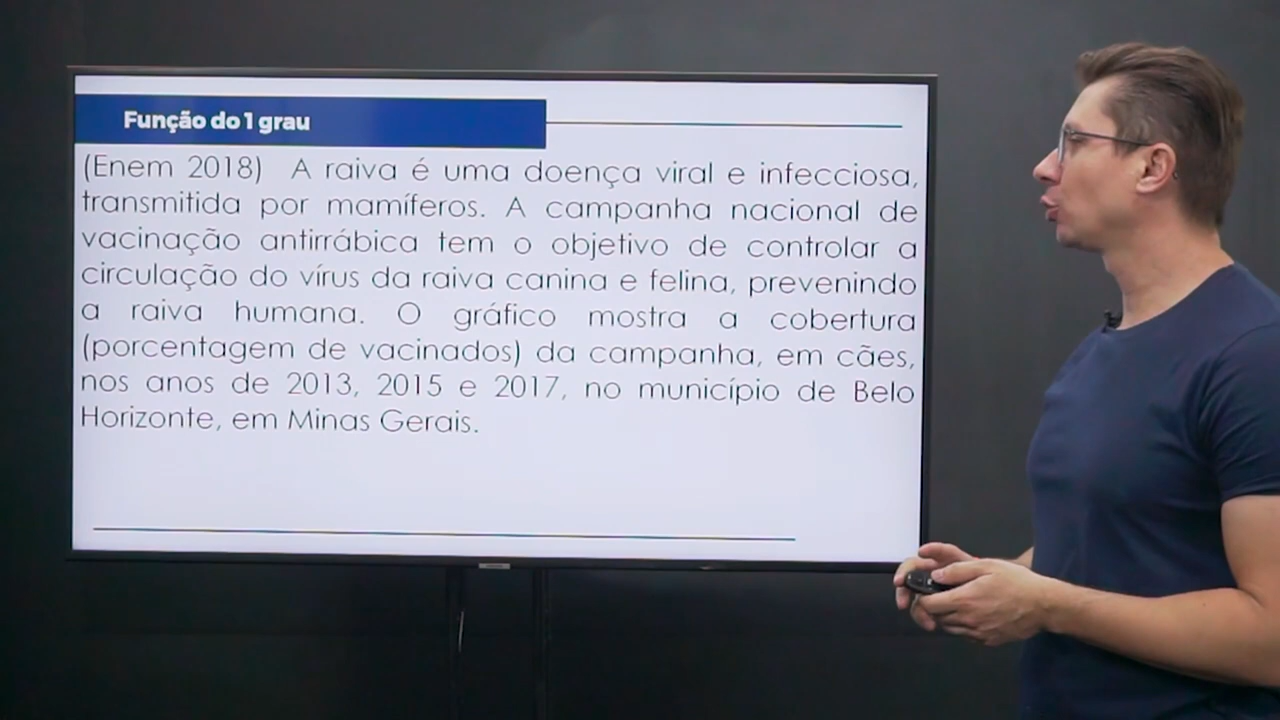 Função do 1 grau
(Enem 2018) A raiva é uma doença viral e infecciosa,
transmitida por mamíferos. A campanha nacional de
vacinação antirrábica tem o objetivo de controlar a
circulação do vírus da raiva canina e felina, prevenindo
a raiva humana. O gráfico mostra a cobertura
(porcentagem de vacinados) da campanha, em cães,
nos anos de 2013, 2015 e 2017, no município de Belo
Horizonte, em Minas Gerais.